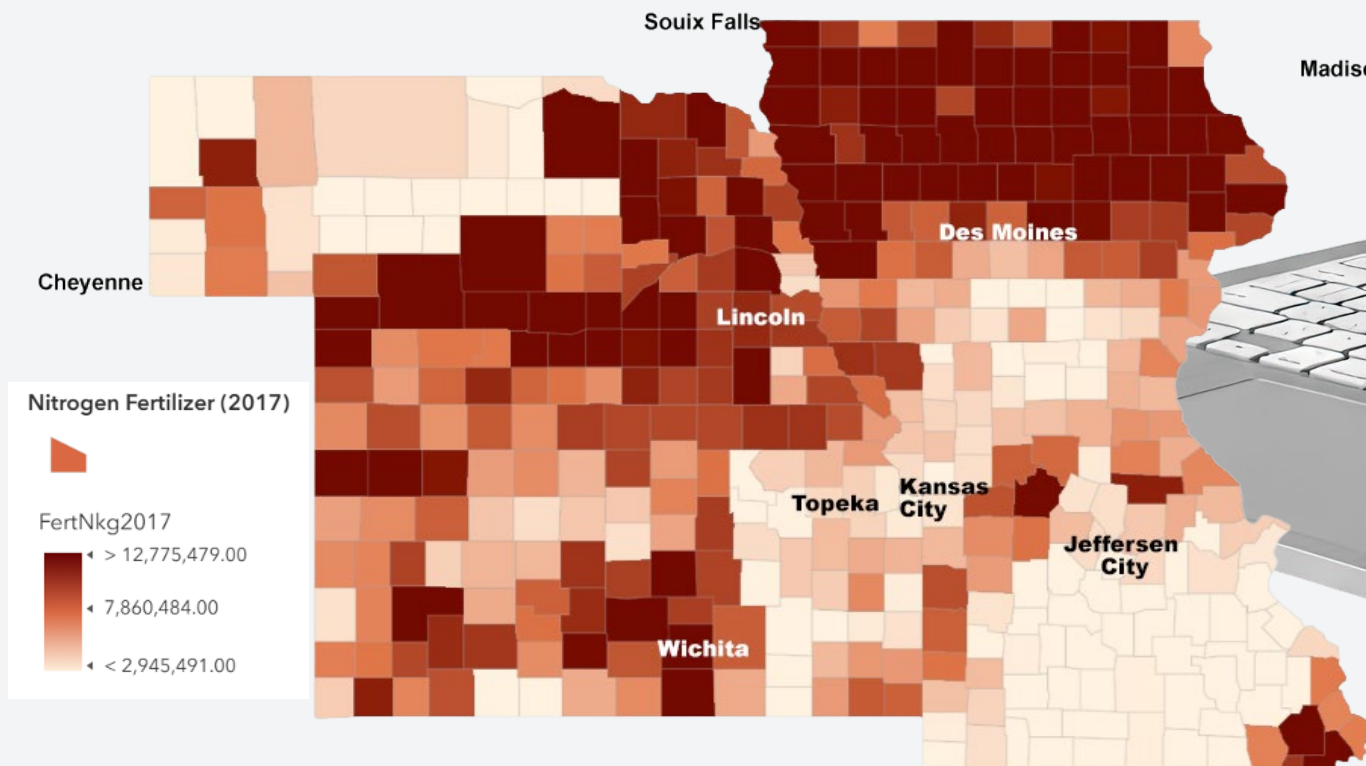 Souix Falls
Madis
Cheyenne
Des Moines
Lincoln
Nitrogen Fertilizer (2017)
FertNkg2017
> 12,775,479.00
7,860,484.00
< 2,945,491.00
Topeka
Kansas
City
Jeffersen
City
Wichita